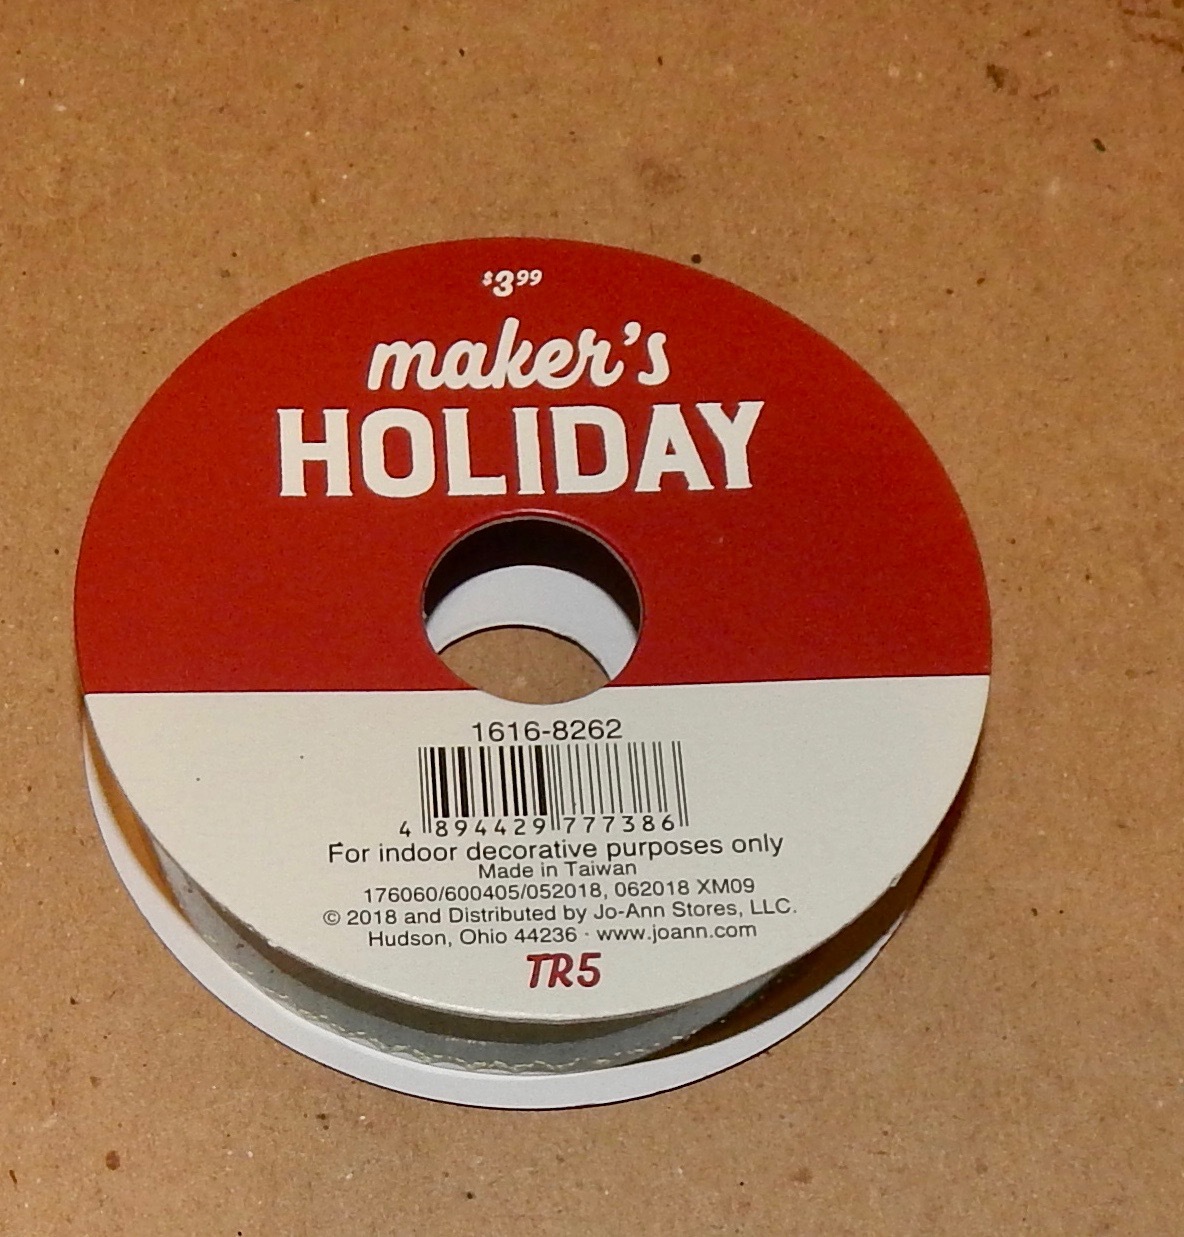 $3.99
maker's
HOLIDAY
1616-8262
4 894429 777386
For indoor decorative purposes only
Made in Taiwan
176060/600405/052018, 062018 XM09
© 2018 and Distributed by Jo-Ann Stores, LLC.
Hudson, Ohio 44236 · www.joann.com
TR5